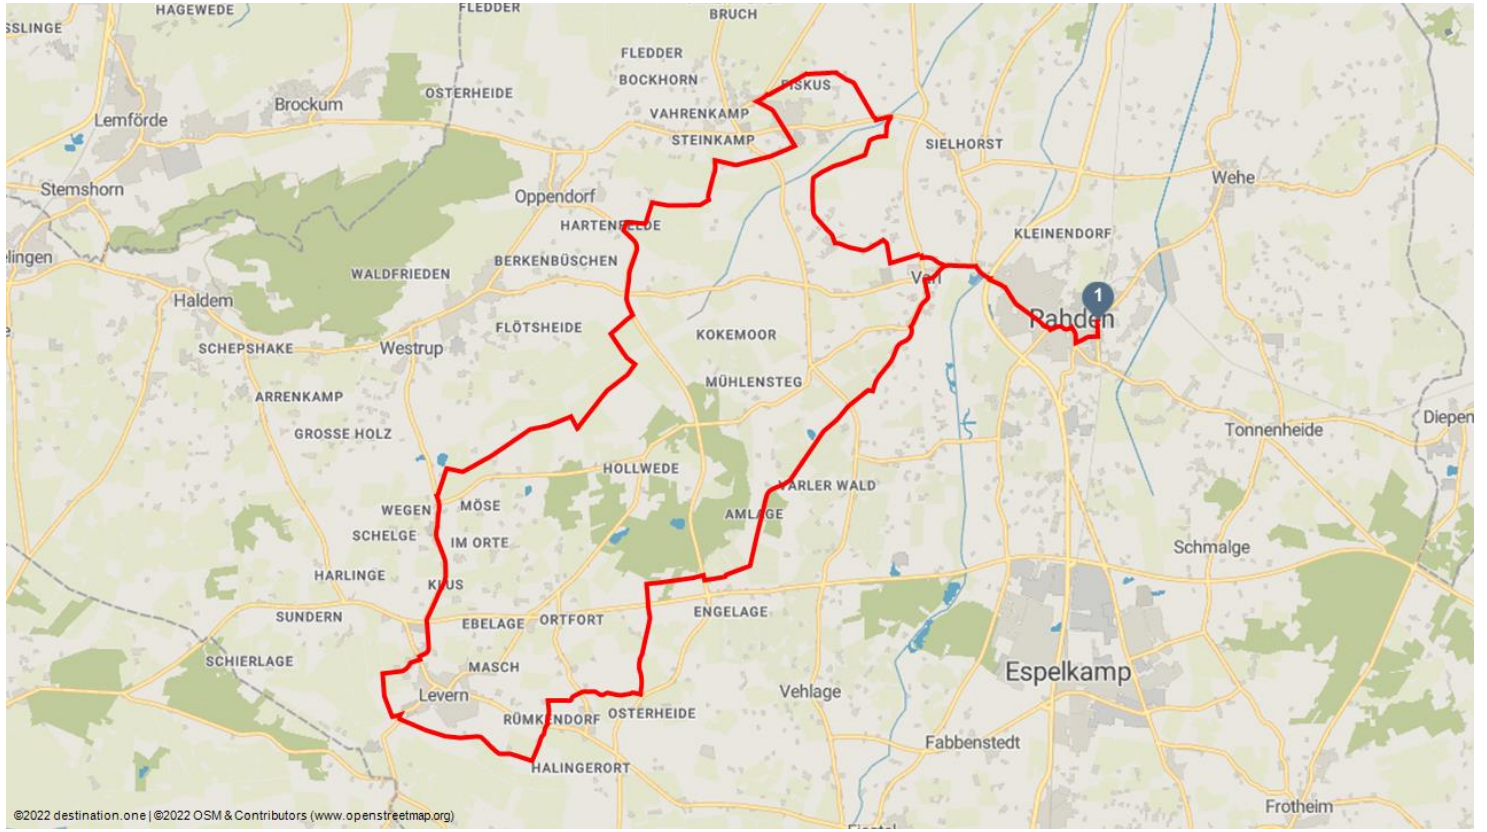 HAGEWEDE
FLEDDER
BRUCH
SSLINGE
FLEDDER
BOCKHORN
FISKUS
OSTERHEIDE
Brockum
VAHRENKAMP
Lemförde
STEINKAMP
SIELHORST
Wehe
Stemshorn
Oppendorf
HARTENFELDE
KLEINENDORF
elingen
BERKENBÜSCHEN
WALDFRIEDEN
Varl
Haldem
1
Rahden
FLÖTSHEIDE
KOKEMOOR
SCHEPSHAKE
Westrup
MÜHLENSTEG
ARRENKAMP
Diepen
GROSSE HOLZ
Tonnenheide
HOLLWEDE
VARLER WALD
WEGEN
MÖSE
AMLAGE
SCHELGE
IM ORTE
Schmalge
HARLINGE
KLUS
SUNDERN
EBELAGE
ORTFORT
ENGELAGE
SCHIERLAGE
MASCH
Espelkamp
Levern
Vehlage
RÜMKENDORF
OSTERHEIDE
Fabbenstedt
HALINGERORT
Frotheim
©2022 destination.one | ©2022 OSM & Contributors (www.openstreetmap.org)